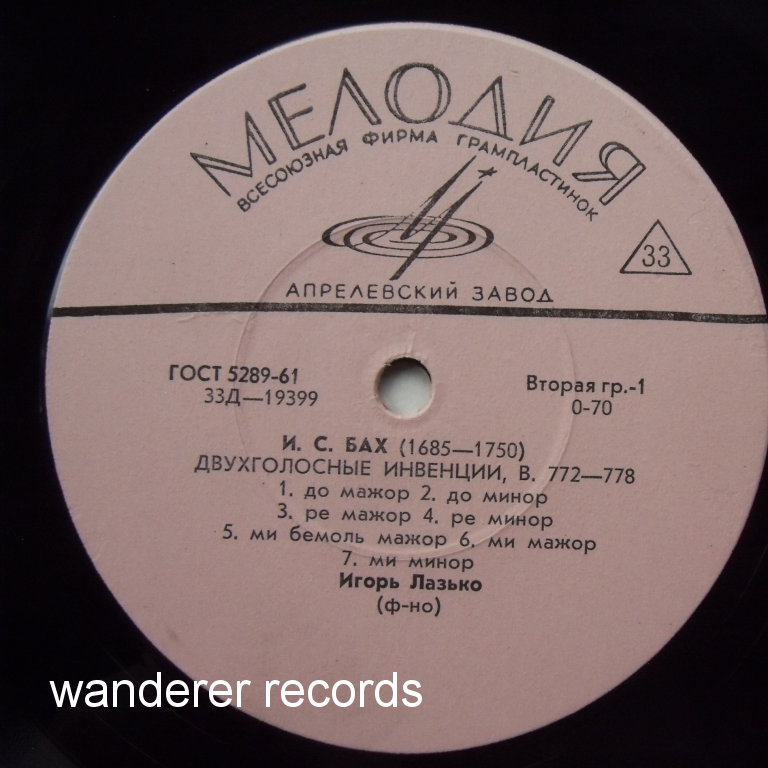 МЕЛОДИЯ
ВСЕСОЮЗНАЯ ФИРМА ГРАМПЛАСТИНОК
33
АПРЕЛЕВСКИЙ ЗАВОД
ГОСТ 5289-61
33Д—19399
Вторая гр.-1
0-70
И. С. БАХ (1685—1750)
ДВУХГОЛОСНЫЕ ИНВЕНЦИИ, В. 772—778
1. до мажор 2. до минор
3. ре мажор 4. ре минор
5. ми бемоль мажор 6. ми мажор
7. ми минор
Игорь Лазько
(ф-но)
wanderer records